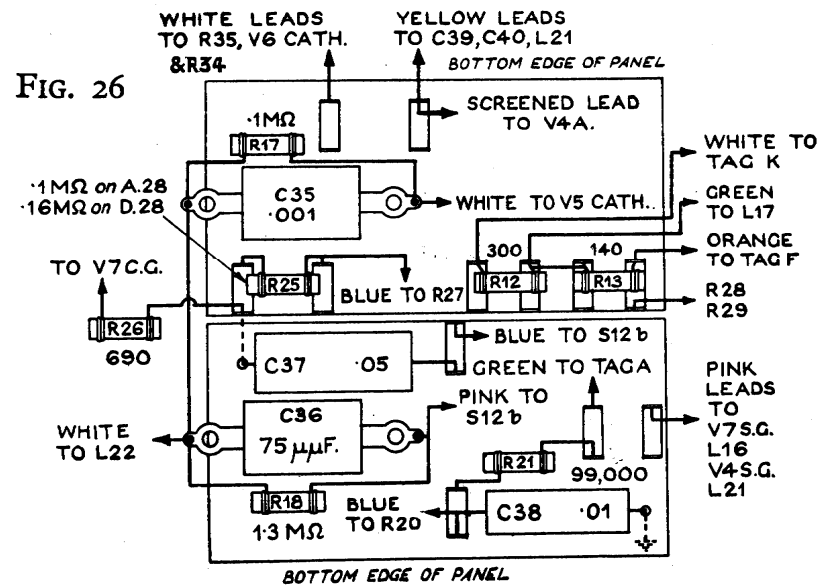 WHITE LEADS
TO R35, V6 CATH.
&R34
YELLOW LEADS
TO C39, C40, L21
BOTTOM EDGE OF PANEL
FIG. 26
SCREENED LEAD
TO V4A.
·1MΩ
R17
WHITE TO
TAG K
·1MΩ on A.28
·16MΩ on D.28
C35
·001
WHITE TO V5 CATH.
GREEN
TO L17
TO V7 C.G.
R25
BLUE TO R27
300
R12
140
R13
ORANGE
TO TAG F
R28
R29
R26
690
BLUE TO S12b
C37 ·05
GREEN TO TAG A
PINK TO
S12b
PINK
LEADS
TO
V7 S.G.
L16
V4 S.G.
L21
WHITE
TO L22
C36
75µµF.
R21
99,000
R18
1·3 MΩ
BLUE
TO R20
C38 ·01
BOTTOM EDGE OF PANEL